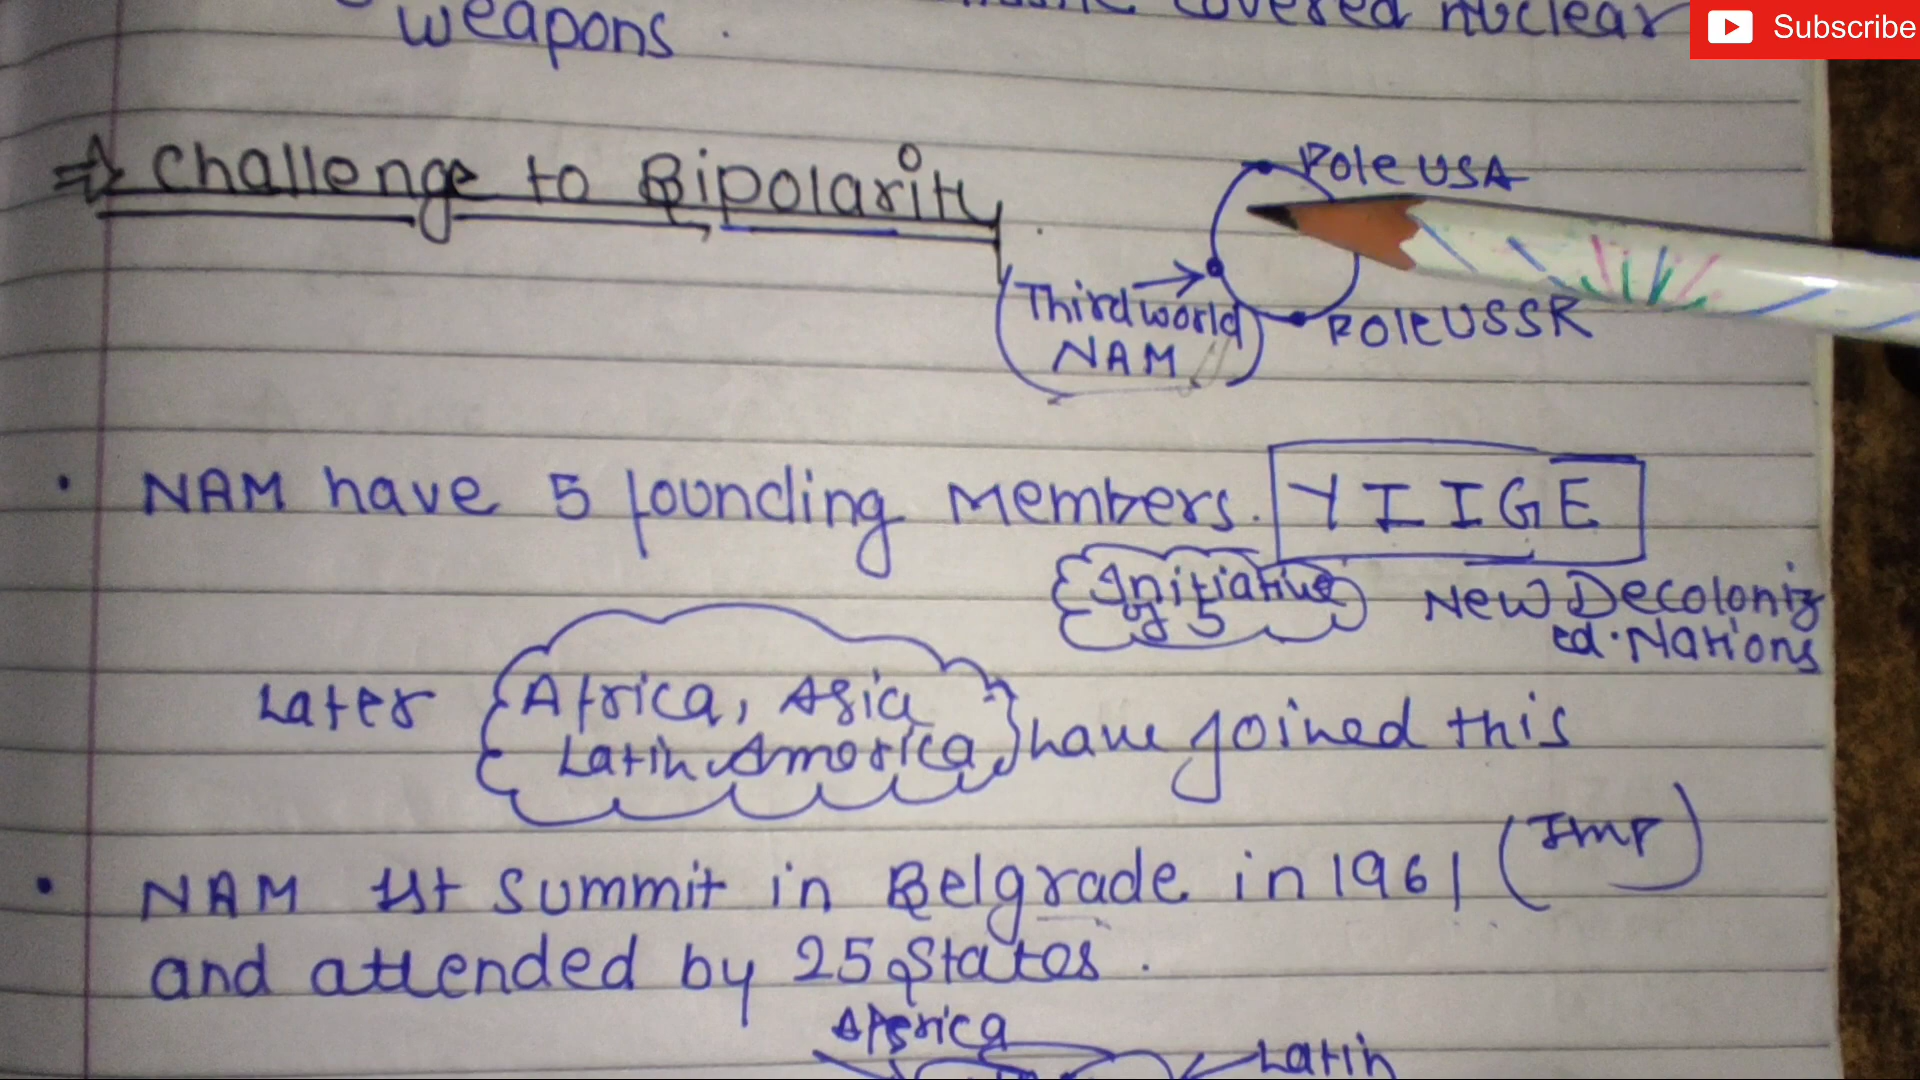 covered nuclear
weapons.
Subscribe
⇒ Challenge to Bipolarity
Pole USA
Third world
NAM
Pole USSR
• NAM have 5 founding Members. YIIGE
Initiative
of 5
New Decoloniz
ed. Nations
Later Africa, Asia
Latin America have joined this
• NAM 1st Summit in Belgrade in 1961 (Imp)
and attended by 25 States.
Africa
Latin